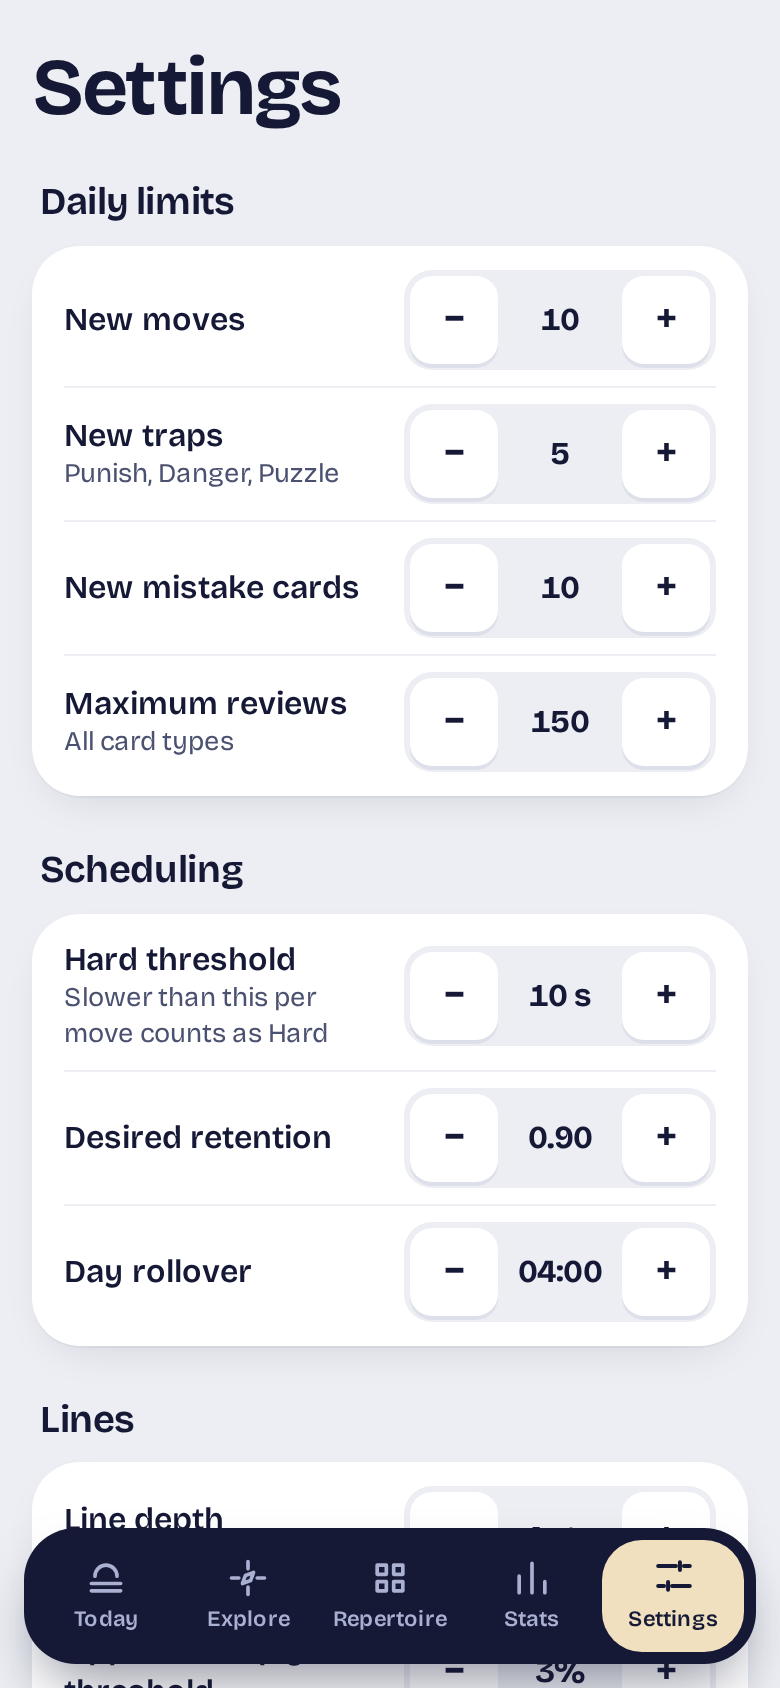 Settings
Daily limits
New moves
− 10 +
New traps
Punish, Danger, Puzzle
− 5 +
New mistake cards
− 10 +
Maximum reviews
All card types
− 150 +
Scheduling
Hard threshold
Slower than this per
move counts as Hard
− 10 s +
Desired retention
− 0.90 +
Day rollover
− 04:00 +
Lines
Line depth
Today
Explore
Repertoire
Stats
Settings
threshold
− 3% +